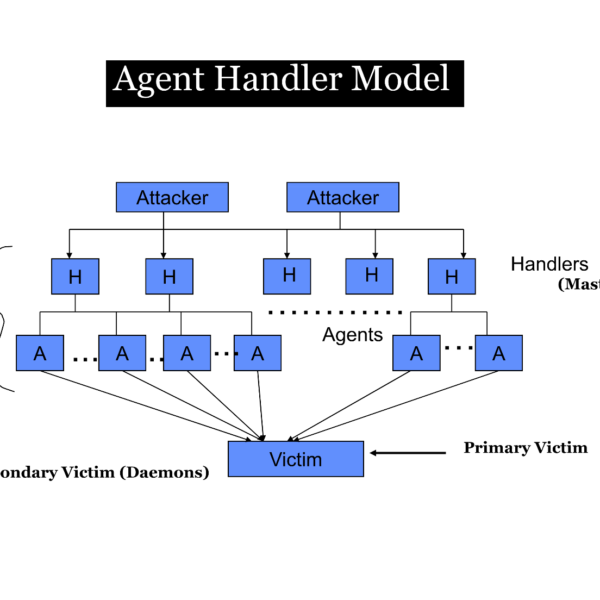 Agent Handler Model
Attacker
Attacker
H
H
H
H
H
Handlers
(Mast
Agents
A
A
A
A
A
A
Victim
Primary Victim
ondary Victim (Daemons)